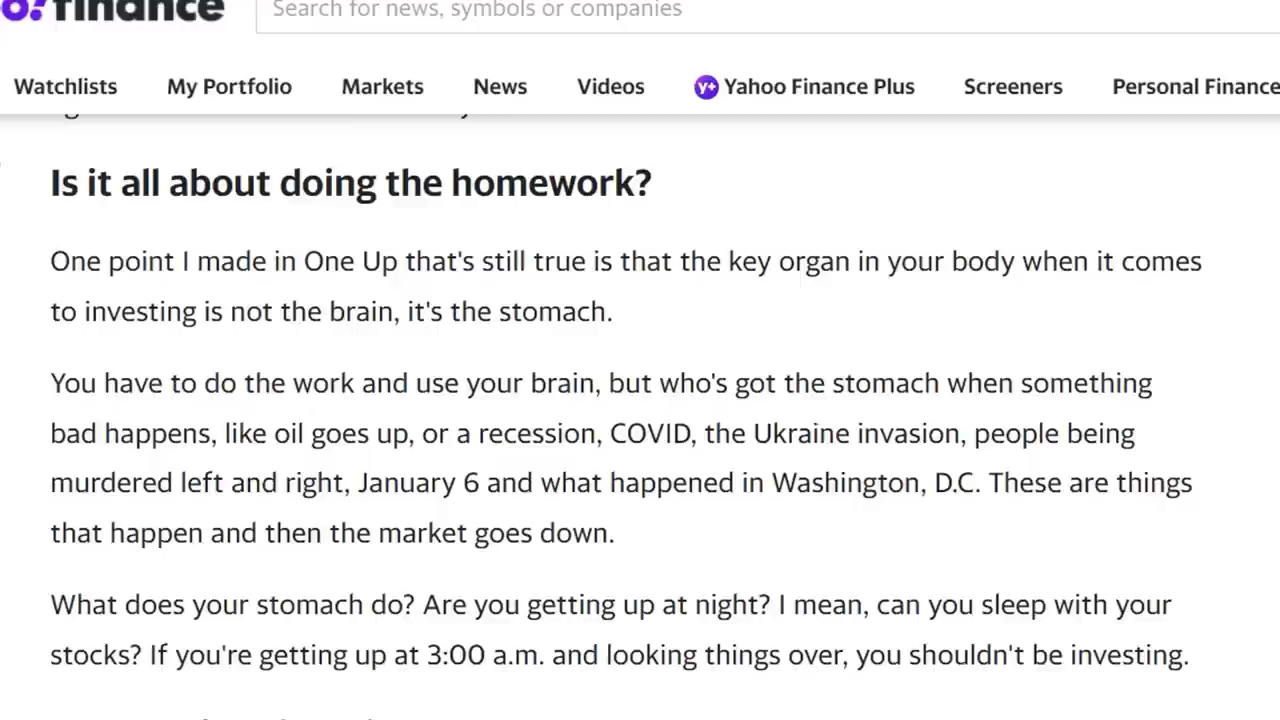 finance
Search for news, symbols or companies
Watchlists My Portfolio Markets News Videos y+ Yahoo Finance Plus Screeners Personal Finance
Is it all about doing the homework?
One point I made in One Up that's still true is that the key organ in your body when it comes
to investing is not the brain, it's the stomach.
You have to do the work and use your brain, but who's got the stomach when something
bad happens, like oil goes up, or a recession, COVID, the Ukraine invasion, people being
murdered left and right, January 6 and what happened in Washington, D.C. These are things
that happen and then the market goes down.
What does your stomach do? Are you getting up at night? I mean, can you sleep with your
stocks? If you're getting up at 3:00 a.m. and looking things over, you shouldn't be investing.